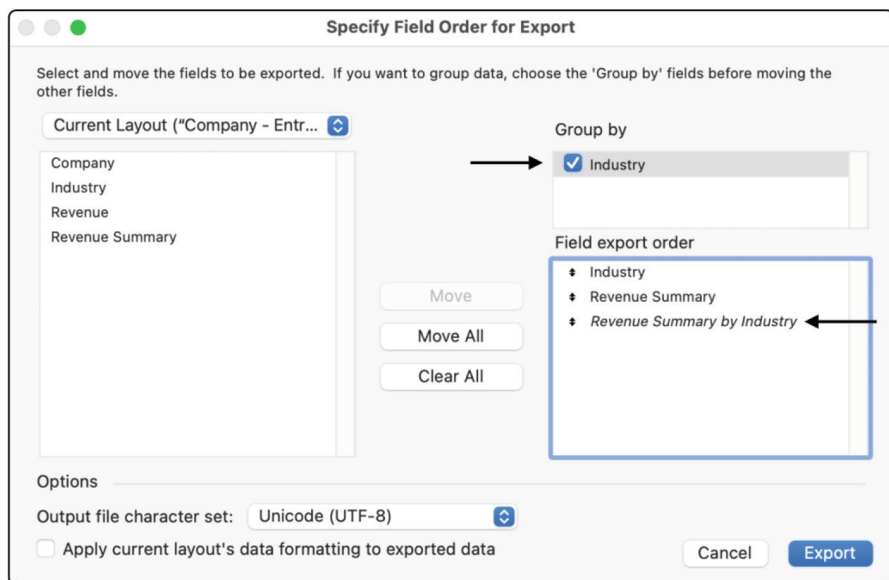 Specify Field Order for Export
Select and move the fields to be exported.  If you want to group data, choose the 'Group by' fields before moving the
other fields.
Current Layout (“Company - Entr...
Group by
Company
Industry
Revenue
Revenue Summary
Industry
Field export order
Industry
Revenue Summary
Revenue Summary by Industry
Move
Move All
Clear All
Options
Output file character set: Unicode (UTF-8)
Apply current layout's data formatting to exported data
Cancel
Export